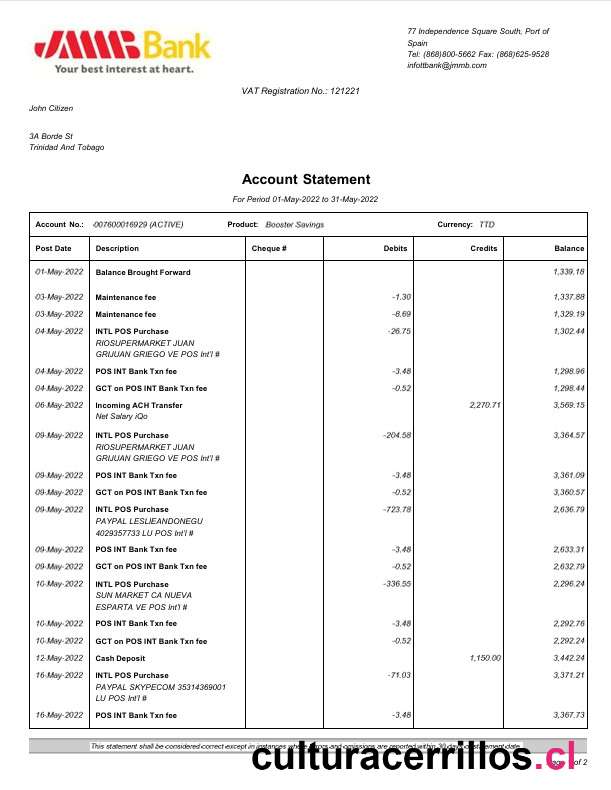 JMMB Bank
Your best interest at heart.
77 Independence Square South, Port of
Spain
Tel: (868)800-5662 Fax: (868)625-9528
infottbank@jmmb.com
VAT Registration No.: 121221
John Citizen
3A Borde St
Trinidad And Tobago
Account Statement
For Period 01-May-2022 to 31-May-2022
Account No.: 007600016929 (ACTIVE) Product: Booster Savings Currency: TTD
Post Date Description Cheque # Debits Credits Balance
01-May-2022 Balance Brought Forward 1,339.18
03-May-2022 Maintenance fee -1.30 1,337.88
03-May-2022 Maintenance fee -8.69 1,329.19
04-May-2022 INTL POS Purchase -26.75 1,302.44
RIOSUPERMARKET JUAN
GRIJUAN GRIEGO VE POS Int'l #
04-May-2022 POS INT Bank Txn fee -3.48 1,298.96
04-May-2022 GCT on POS INT Bank Txn fee -0.52 1,298.44
06-May-2022 Incoming ACH Transfer 2,270.71 3,569.15
Net Salary iQo
09-May-2022 INTL POS Purchase -204.58 3,364.57
RIOSUPERMARKET JUAN
GRIJUAN GRIEGO VE POS Int'l #
09-May-2022 POS INT Bank Txn fee -3.48 3,361.09
09-May-2022 GCT on POS INT Bank Txn fee -0.52 3,360.57
09-May-2022 INTL POS Purchase -723.78 2,636.79
PAYPAL LESLIEANDONEGU
4029357733 LU POS Int'l #
09-May-2022 POS INT Bank Txn fee -3.48 2,633.31
09-May-2022 GCT on POS INT Bank Txn fee -0.52 2,632.79
10-May-2022 INTL POS Purchase -336.55 2,296.24
SUN MARKET CA NUEVA
ESPARTA VE POS Int'l #
10-May-2022 POS INT Bank Txn fee -3.48 2,292.76
10-May-2022 GCT on POS INT Bank Txn fee -0.52 2,292.24
12-May-2022 Cash Deposit 1,150.00 3,442.24
16-May-2022 INTL POS Purchase -71.03 3,371.21
PAYPAL SKYPECOM 35314369001
LU POS Int'l #
16-May-2022 POS INT Bank Txn fee -3.48 3,367.73
This statement shall be considered correct except in instances where errors and omissions are reported within 30 days of statement date.
culturacerrillos.cl
of 2